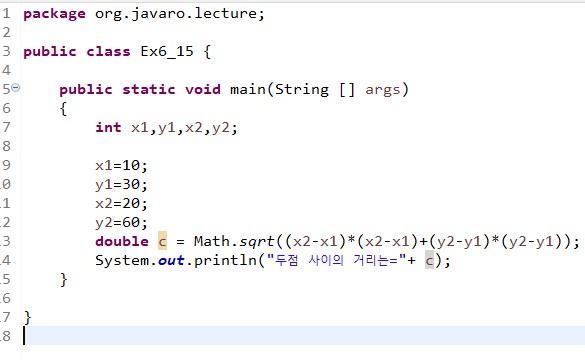 1 package org.javaro.lecture;
2
3 public class Ex6_15 {
4
5 public static void main(String [] args)
6 {
7 int x1,y1,x2,y2;
8
9 x1=10;
0 y1=30;
1 x2=20;
2 y2=60;
3 double c = Math.sqrt((x2-x1)*(x2-x1)+(y2-y1)*(y2-y1));
4 System.out.println("두점 사이의 거리는="+ c);
5 }
6
7 }
8